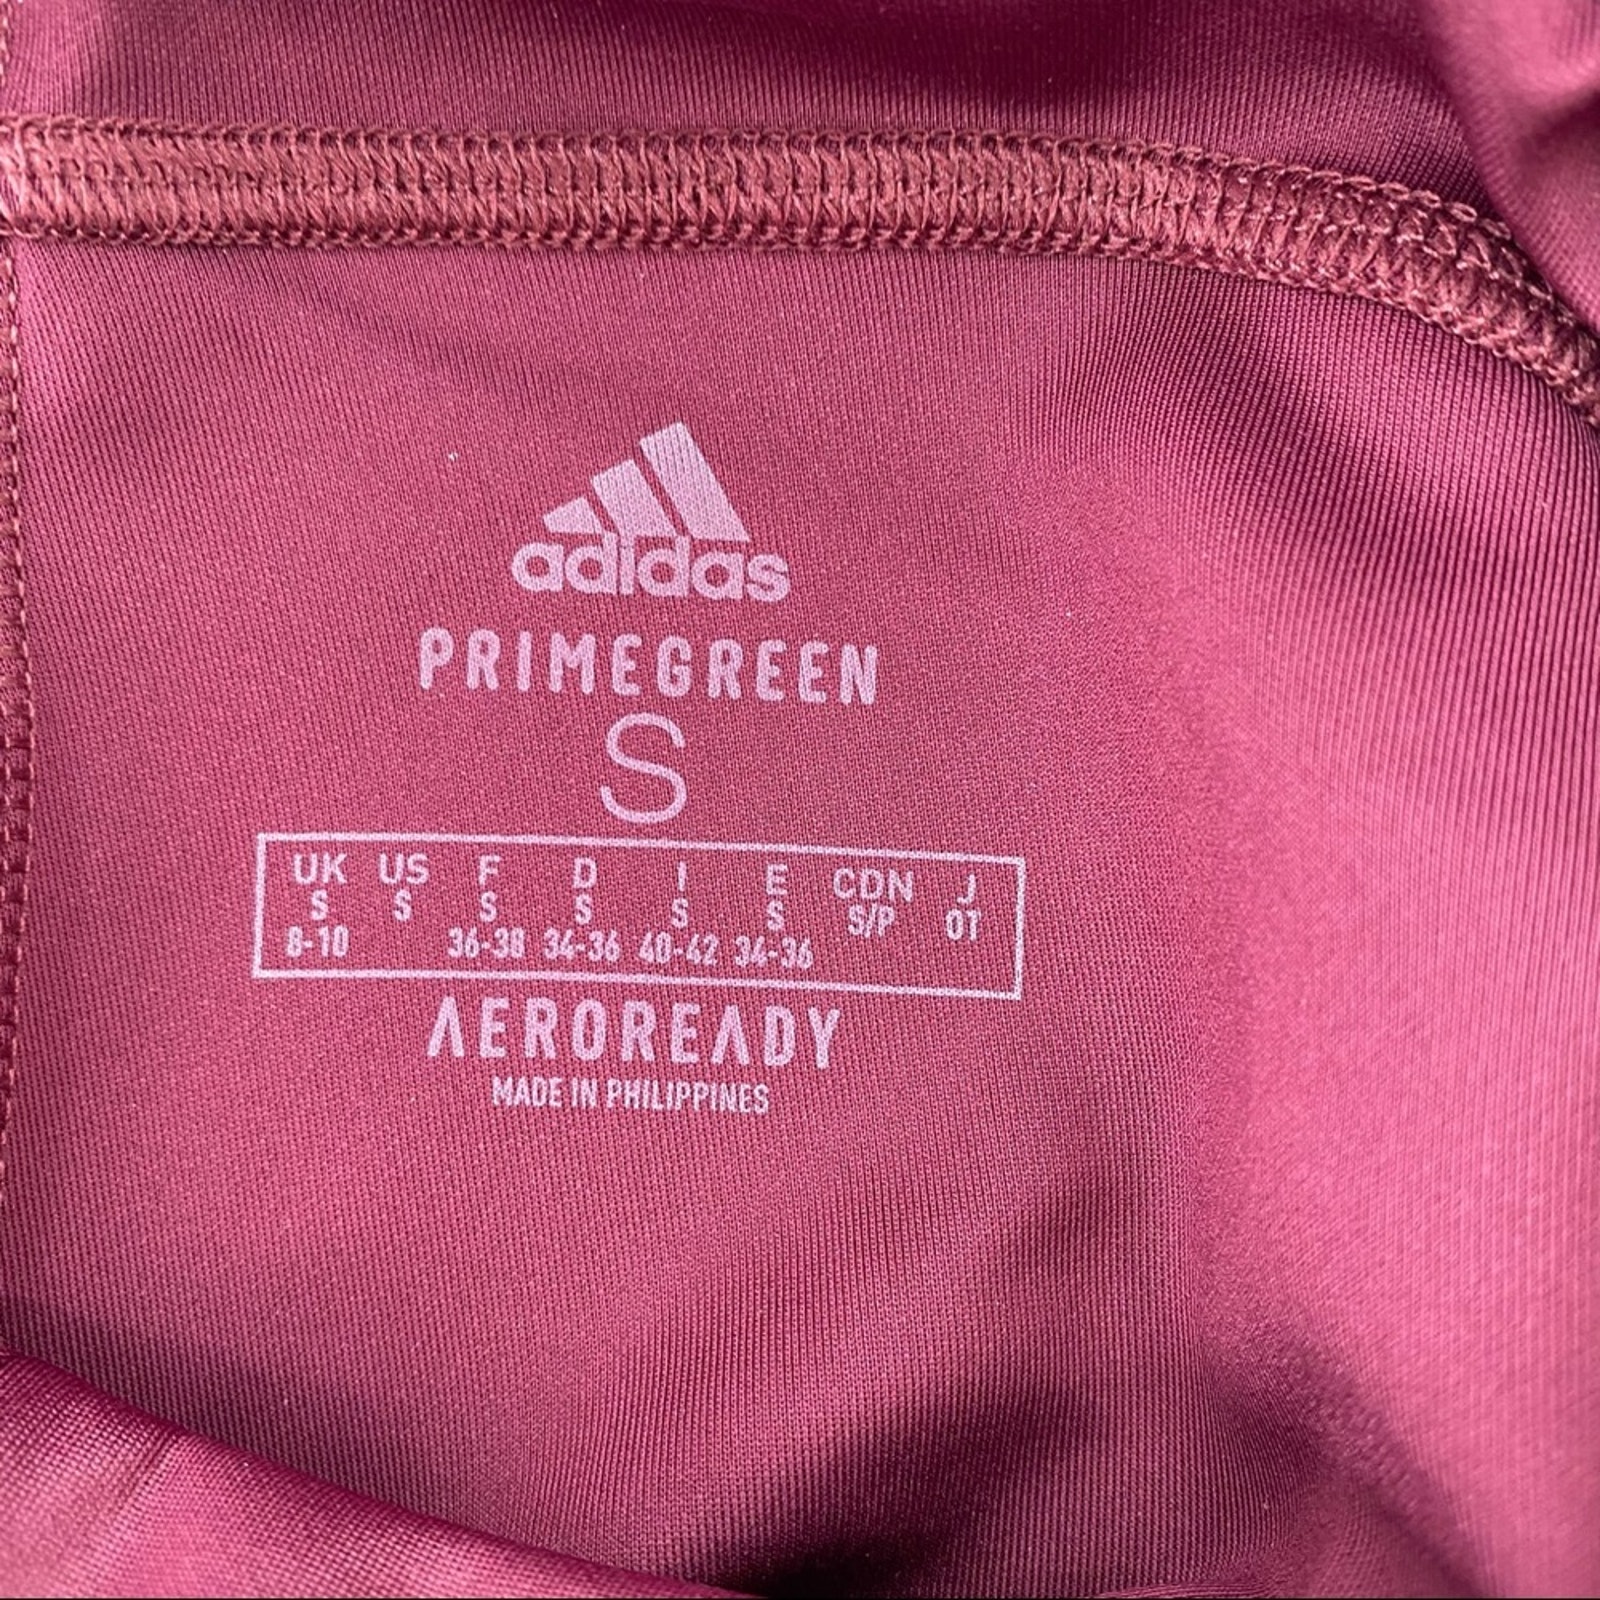 adidas
PRIMEGREEN
S
UK US F D I E CDN J
S S S S S S S/P OT
8-10 36-38 34-36 40-42 34-36
AEROREADY
MADE IN PHILIPPINES